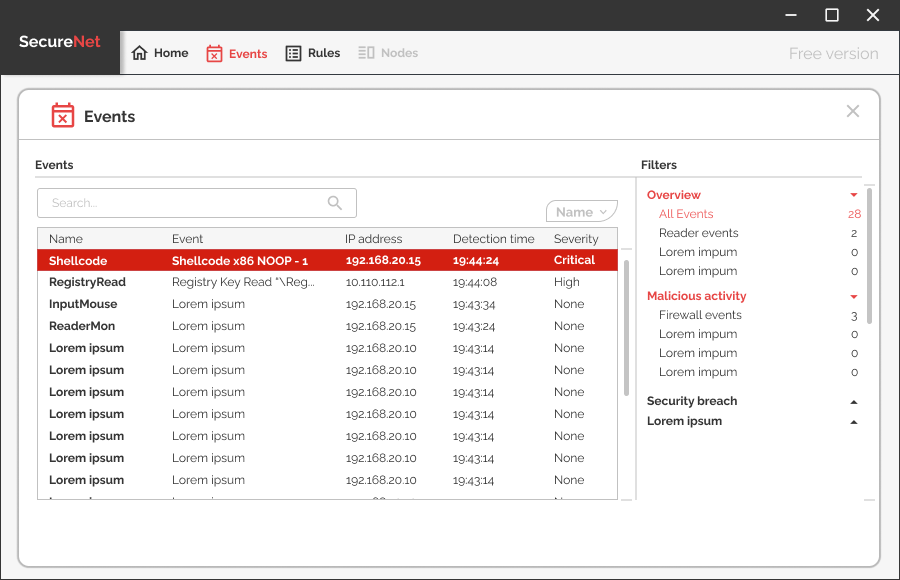 SecureNet
Home Events Rules Nodes Free version
Events
Events
Search...
Name
Name Event IP address Detection time Severity
Shellcode Shellcode x86 NOOP - 1 192.168.20.15 19:44:24 Critical
RegistryRead Registry Key Read "\Reg... 10.110.112.1 19:44:08 High
InputMouse Lorem ipsum 192.168.20.15 19:43:34 None
ReaderMon Lorem ipsum 192.168.20.15 19:43:24 None
Lorem ipsum Lorem ipsum 192.168.20.10 19:43:14 None
Lorem ipsum Lorem ipsum 192.168.20.10 19:43:14 None
Lorem ipsum Lorem ipsum 192.168.20.10 19:43:14 None
Lorem ipsum Lorem ipsum 192.168.20.10 19:43:14 None
Lorem ipsum Lorem ipsum 192.168.20.10 19:43:14 None
Lorem ipsum Lorem ipsum 192.168.20.10 19:43:14 None
Lorem ipsum Lorem ipsum 192.168.20.10 19:43:14 None
Filters
Overview
All Events 28
Reader events 2
Lorem impum 0
Lorem impum 0
Malicious activity
Firewall events 3
Lorem impum 0
Lorem impum 0
Lorem impum 0
Security breach
Lorem ipsum